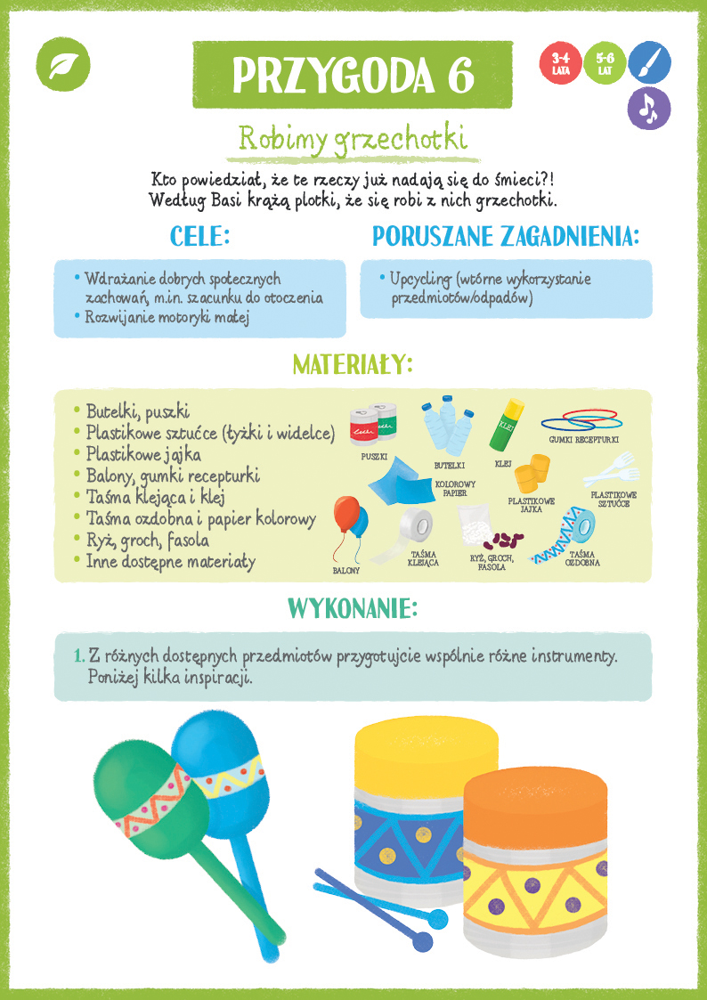 PRZYGODA 6
3-4
LATA
5-6
LAT
Robimy grzechotki
Kto powiedział, że te rzeczy już nadają się do śmieci?!
Według Basi krążą plotki, że się robi z nich grzechotki.
CELE:
• Wdrażanie dobrych społecznych
zachowań, m.in. szacunku do otoczenia
• Rozwijanie motoryki małej
PORUSZANE ZAGADNIENIA:
• Upcycling (wtórne wykorzystanie
przedmiotów/odpadów)
MATERIAŁY:
• Butelki, puszki
• Plastikowe sztućce (łyżki i widelce)
• Plastikowe jajka
• Balony, gumki recepturki
• Taśma klejąca i klej
• Taśma ozdobna i papier kolorowy
• Ryż, groch, fasola
• Inne dostępne materiały
PUSZKI
BUTELKI
KLEJ
KLEJ
GUMKI RECEPTURKI
KOLOROWY
PAPIER
PLASTIKOWE
JAJKA
PLASTIKOWE
SZTUĆCE
BALONY
TAŚMA
KLEJĄCA
RYŻ, GROCH,
FASOLA
TAŚMA
OZDOBNA
WYKONANIE:
1. Z różnych dostępnych przedmiotów przygotujcie wspólnie różne instrumenty.
Poniżej kilka inspiracji.